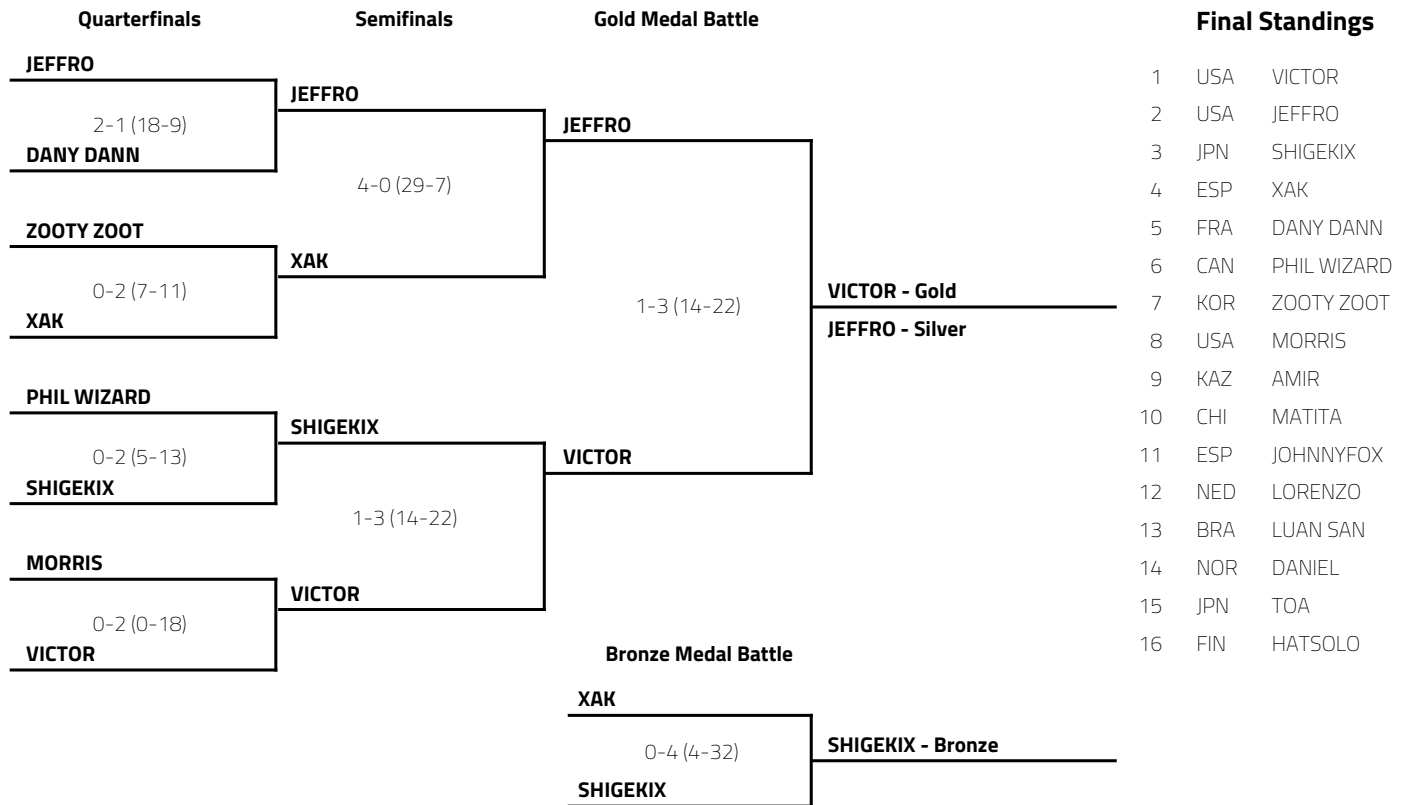 Quarterfinals
Semifinals
Gold Medal Battle
JEFFRO
2-1 (18-9)
DANY DANN
ZOOTY ZOOT
0-2 (7-11)
XAK
PHIL WIZARD
0-2 (5-13)
SHIGEKIX
MORRIS
0-2 (0-18)
VICTOR
JEFFRO
4-0 (29-7)
XAK
SHIGEKIX
1-3 (14-22)
VICTOR
JEFFRO
1-3 (14-22)
VICTOR
VICTOR - Gold
JEFFRO - Silver
Bronze Medal Battle
XAK
0-4 (4-32)
SHIGEKIX
SHIGEKIX - Bronze
Final Standings
1 USA VICTOR
2 USA JEFFRO
3 JPN SHIGEKIX
4 ESP XAK
5 FRA DANY DANN
6 CAN PHIL WIZARD
7 KOR ZOOTY ZOOT
8 USA MORRIS
9 KAZ AMIR
10 CHI MATITA
11 ESP JOHNNYFOX
12 NED LORENZO
13 BRA LUAN SAN
14 NOR DANIEL
15 JPN TOA
16 FIN HATSOLO